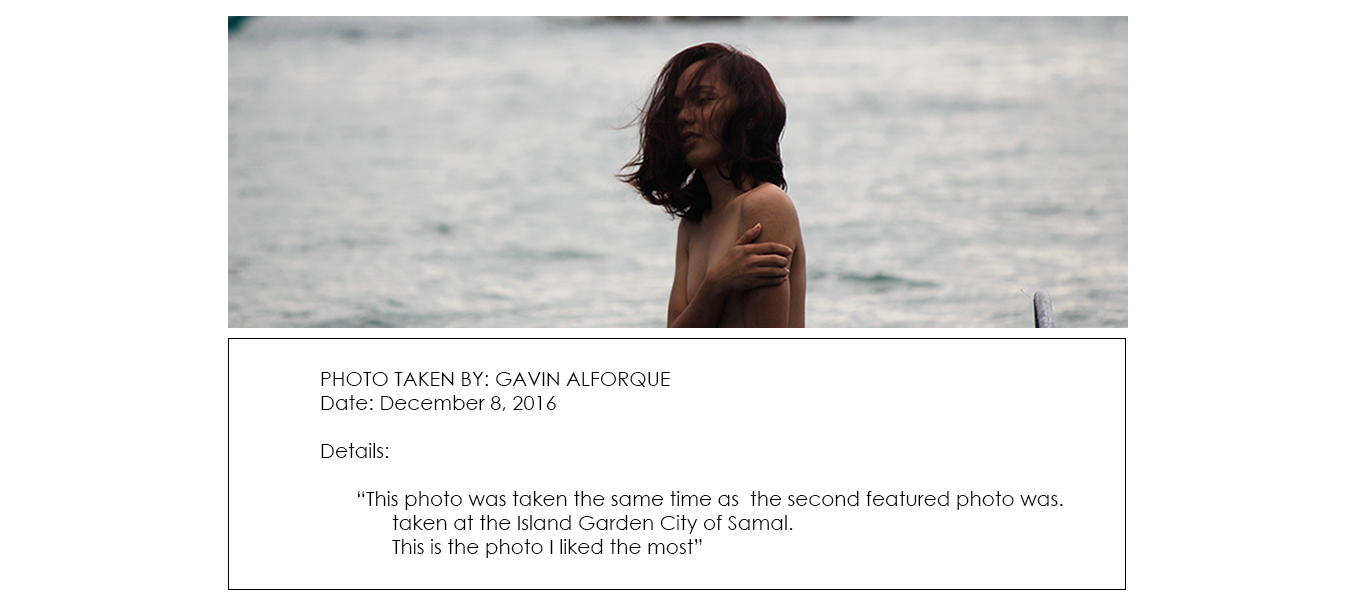 PHOTO TAKEN BY: GAVIN ALFORQUE
Date: December 8, 2016
Details:
“This photo was taken the same time as  the second featured photo was.
taken at the Island Garden City of Samal.
This is the photo I liked the most”